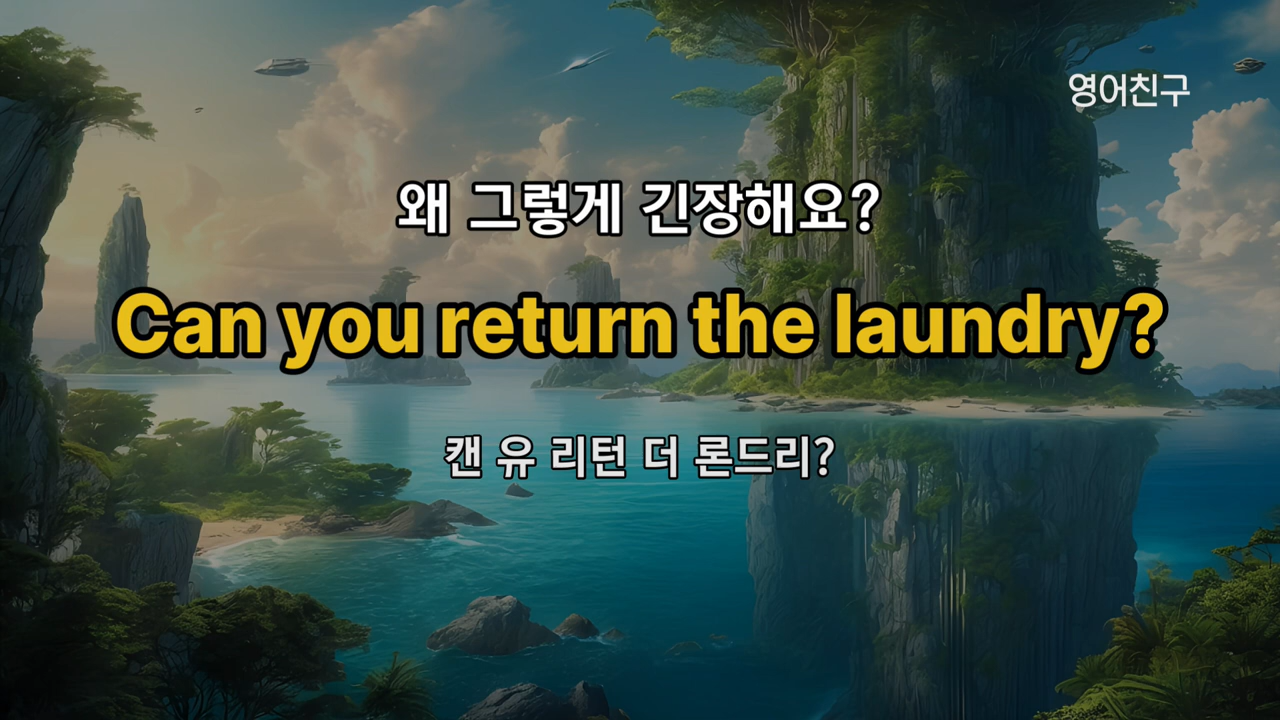 영어친구
왜 그렇게 긴장해요?
Can you return the laundry?
캔 유 리턴 더 론드리?